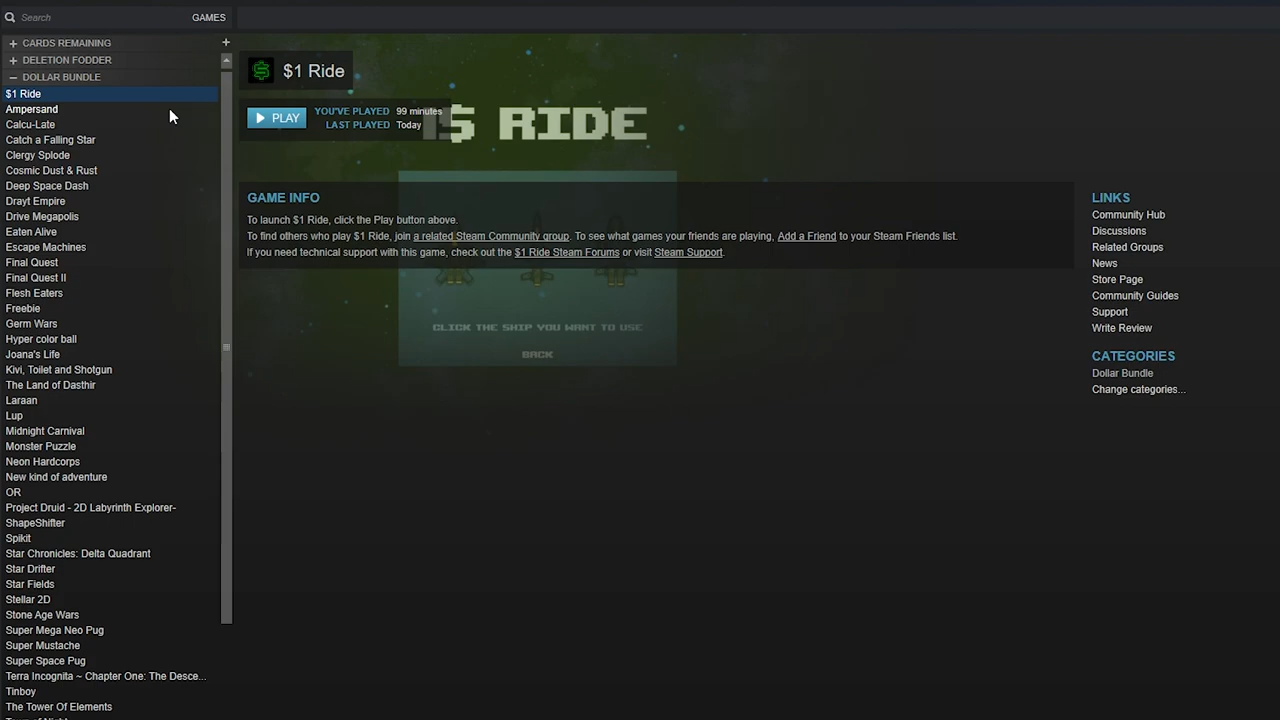 Search
GAMES
+ CARDS REMAINING
+
+ DELETION FODDER
– DOLLAR BUNDLE
$1 Ride
Ampersand
Calcu-Late
Catch a Falling Star
Clergy Splode
Cosmic Dust & Rust
Deep Space Dash
Drayt Empire
Drive Megapolis
Eaten Alive
Escape Machines
Final Quest
Final Quest II
Flesh Eaters
Freebie
Germ Wars
Hyper color ball
Joana's Life
Kivi, Toilet and Shotgun
The Land of Dasthir
Laraan
Lup
Midnight Carnival
Monster Puzzle
Neon Hardcorps
New kind of adventure
OR
Project Druid - 2D Labyrinth Explorer-
ShapeShifter
Spikit
Star Chronicles: Delta Quadrant
Star Drifter
Star Fields
Stellar 2D
Stone Age Wars
Super Mega Neo Pug
Super Mustache
Super Space Pug
Terra Incognita ~ Chapter One: The Desce...
Tinboy
The Tower Of Elements
$1 Ride
PLAY
YOU'VE PLAYED 99 minutes
LAST PLAYED Today
1$ RIDE
GAME INFO
To launch $1 Ride, click the Play button above.
To find others who play $1 Ride, join a related Steam Community group. To see what games your friends are playing, Add a Friend to your Steam Friends list.
If you need technical support with this game, check out the $1 Ride Steam Forums or visit Steam Support.
CLICK THE SHIP YOU WANT TO USE
BACK
LINKS
Community Hub
Discussions
Related Groups
News
Store Page
Community Guides
Support
Write Review
CATEGORIES
Dollar Bundle
Change categories...